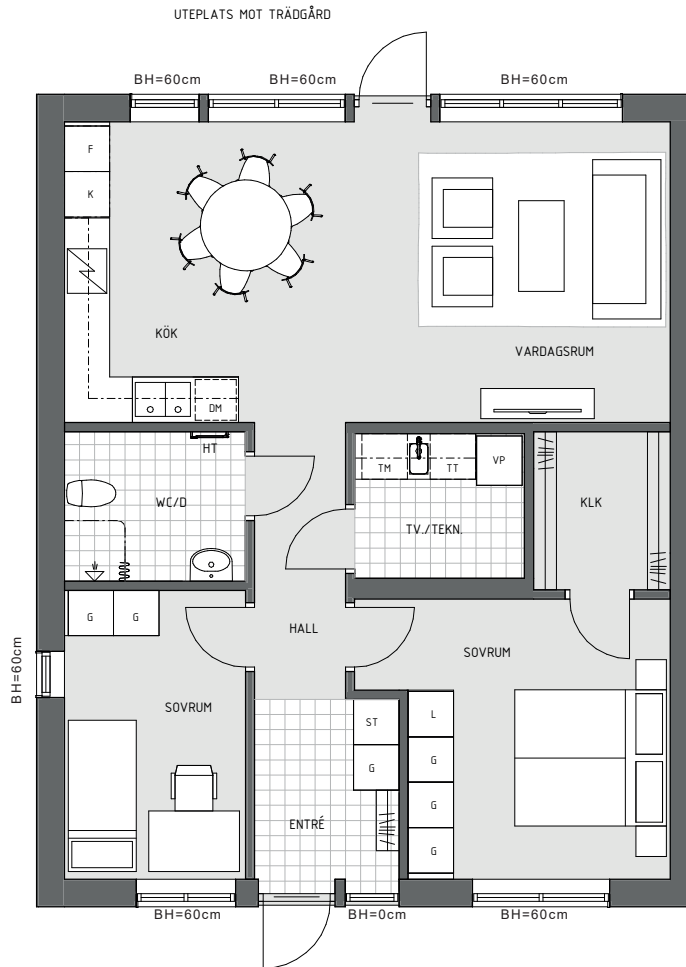 UTEPLATS MOT TRÄDGÅRD
BH=60cm
BH=60cm
BH=60cm
F
K
KÖK
VARDAGSRUM
DM
HT
TM
TT
VP
WC/D
TV./TEKN.
KLK
G
G
HALL
SOVRUM
BH=60cm
SOVRUM
ST
L
G
G
ENTRÉ
G
G
BH=60cm
BH=0cm
BH=60cm